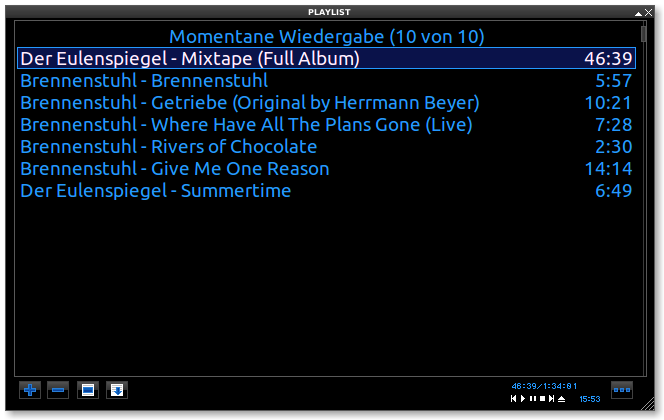 PLAYLIST
Momentane Wiedergabe (10 von 10)
Der Eulenspiegel - Mixtape (Full Album) 46:39
Brennenstuhl - Brennenstuhl 5:57
Brennenstuhl - Getriebe (Original by Herrmann Beyer) 10:21
Brennenstuhl - Where Have All The Plans Gone (Live) 7:28
Brennenstuhl - Rivers of Chocolate 2:30
Brennenstuhl - Give Me One Reason 14:14
Der Eulenspiegel - Summertime 6:49
46:39/1:34:01
15:53